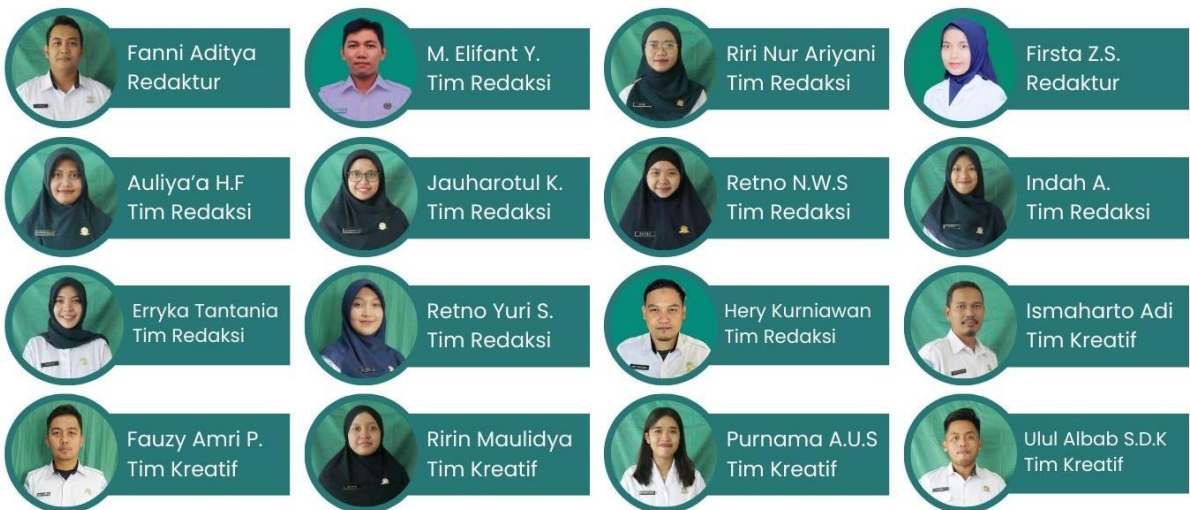 Fanni Aditya
Redaktur
M. Elifant Y.
Tim Redaksi
Riri Nur Ariyani
Tim Redaksi
Firsta Z.S.
Redaktur
Auliya’a H.F
Tim Redaksi
Jauharotul K.
Tim Redaksi
Retno N.W.S
Tim Redaksi
Indah A.
Tim Redaksi
Erryka Tantania
Tim Redaksi
Retno Yuri S.
Tim Redaksi
Hery Kurniawan
Tim Redaksi
Ismaharto Adi
Tim Kreatif
Fauzy Amri P.
Tim Kreatif
Ririn Maulidya
Tim Kreatif
Purnama A.U.S
Tim Kreatif
Ulul Albab S.D.K
Tim Kreatif